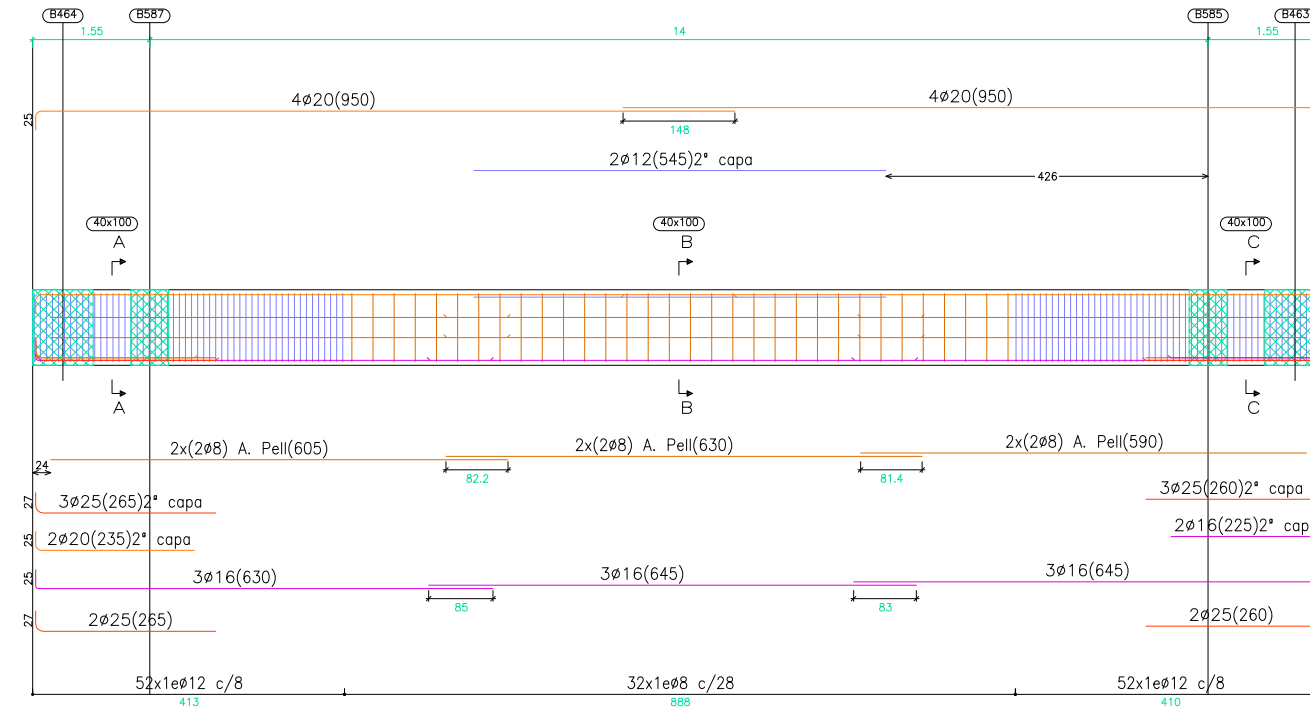 B464 B587 B585 B463
1.55 14 1.55
4ø20(950) 4ø20(950)
25
148
2ø12(545)2ª capa
426
40x100 40x100 40x100
A B C
A B C
2x(2ø8) A. Pell(605) 2x(2ø8) A. Pell(630) 2x(2ø8) A. Pell(590)
24
82.2 81.4
27 3ø25(265)2ª capa 3ø25(260)2ª capa
25 2ø20(235)2ª capa 2ø16(225)2ª cap
25 3ø16(630) 3ø16(645) 3ø16(645)
85 83
27 2ø25(265) 2ø25(260)
52x1eø12 c/8 32x1eø8 c/28 52x1eø12 c/8
413 888 410